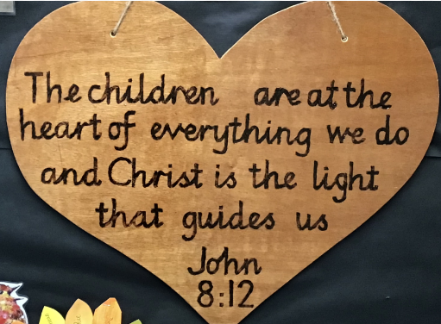 The children are at the
heart of everything we do
and Christ is the light
that guides us
John
8:12